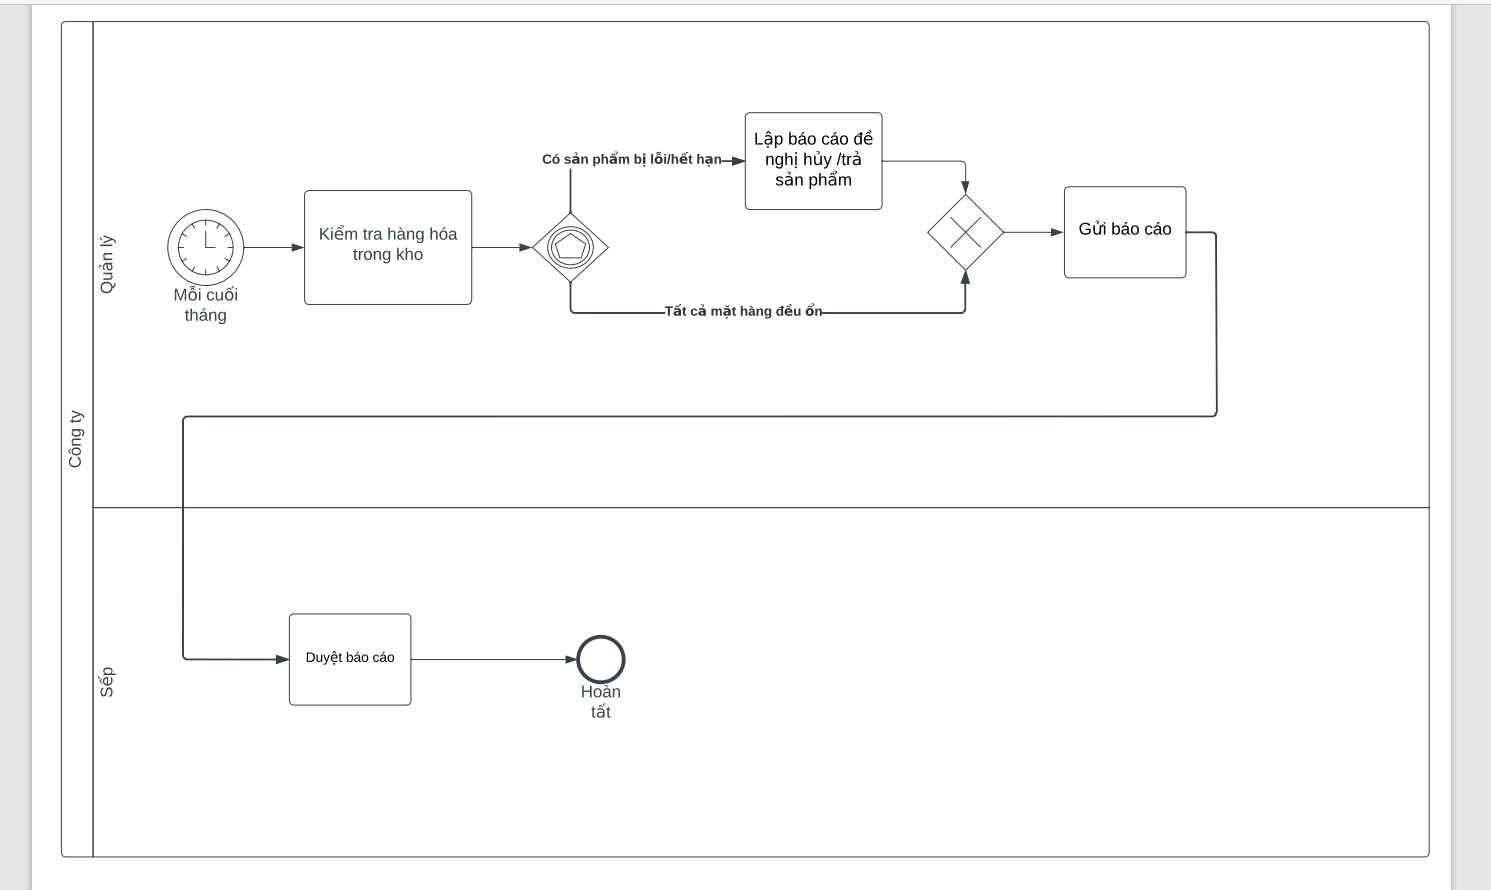 Công ty
Quản lý
Mỗi cuối
tháng
Kiểm tra hàng hóa
trong kho
Có sản phẩm bị lỗi/hết hạn
Tất cả mặt hàng đều ổn
Lập báo cáo đề
nghị hủy /trả
sản phẩm
Gửi báo cáo
Sếp
Duyệt báo cáo
Hoàn
tất